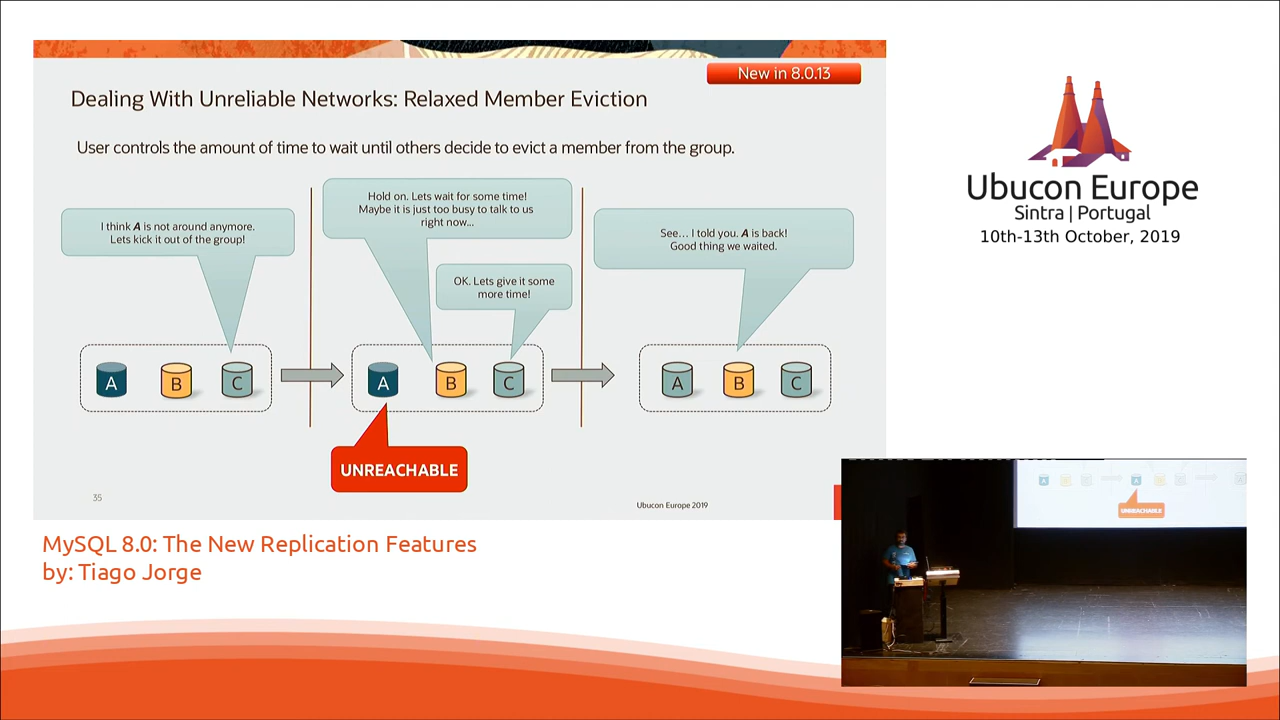 New in 8.0.13
Dealing With Unreliable Networks: Relaxed Member Eviction
User controls the amount of time to wait until others decide to evict a member from the group.
I think A is not around anymore.
Lets kick it out of the group!
Hold on. Lets wait for some time!
Maybe it is just too busy to talk to us
right now...
OK. Lets give it some
more time!
See... I told you. A is back!
Good thing we waited.
A
B
C
A
B
C
A
B
C
UNREACHABLE
35
Ubucon Europe 2019
Ubucon Europe
Sintra | Portugal
10th-13th October, 2019
A
B
C
A
B
C
A
UNREACHABLE
MySQL 8.0: The New Replication Features
by: Tiago Jorge